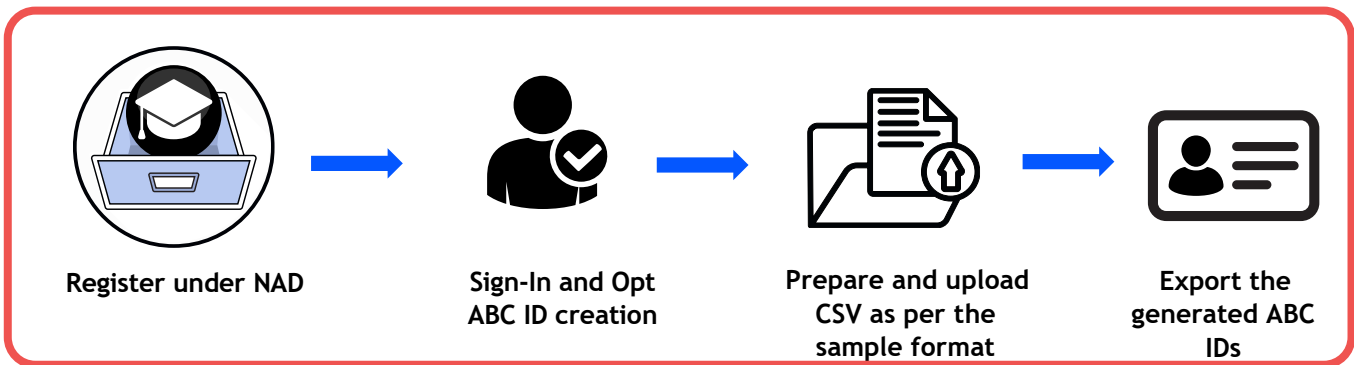 Register under NAD
Sign-In and Opt
ABC ID creation
Prepare and upload
CSV as per the
sample format
Export the
generated ABC
IDs